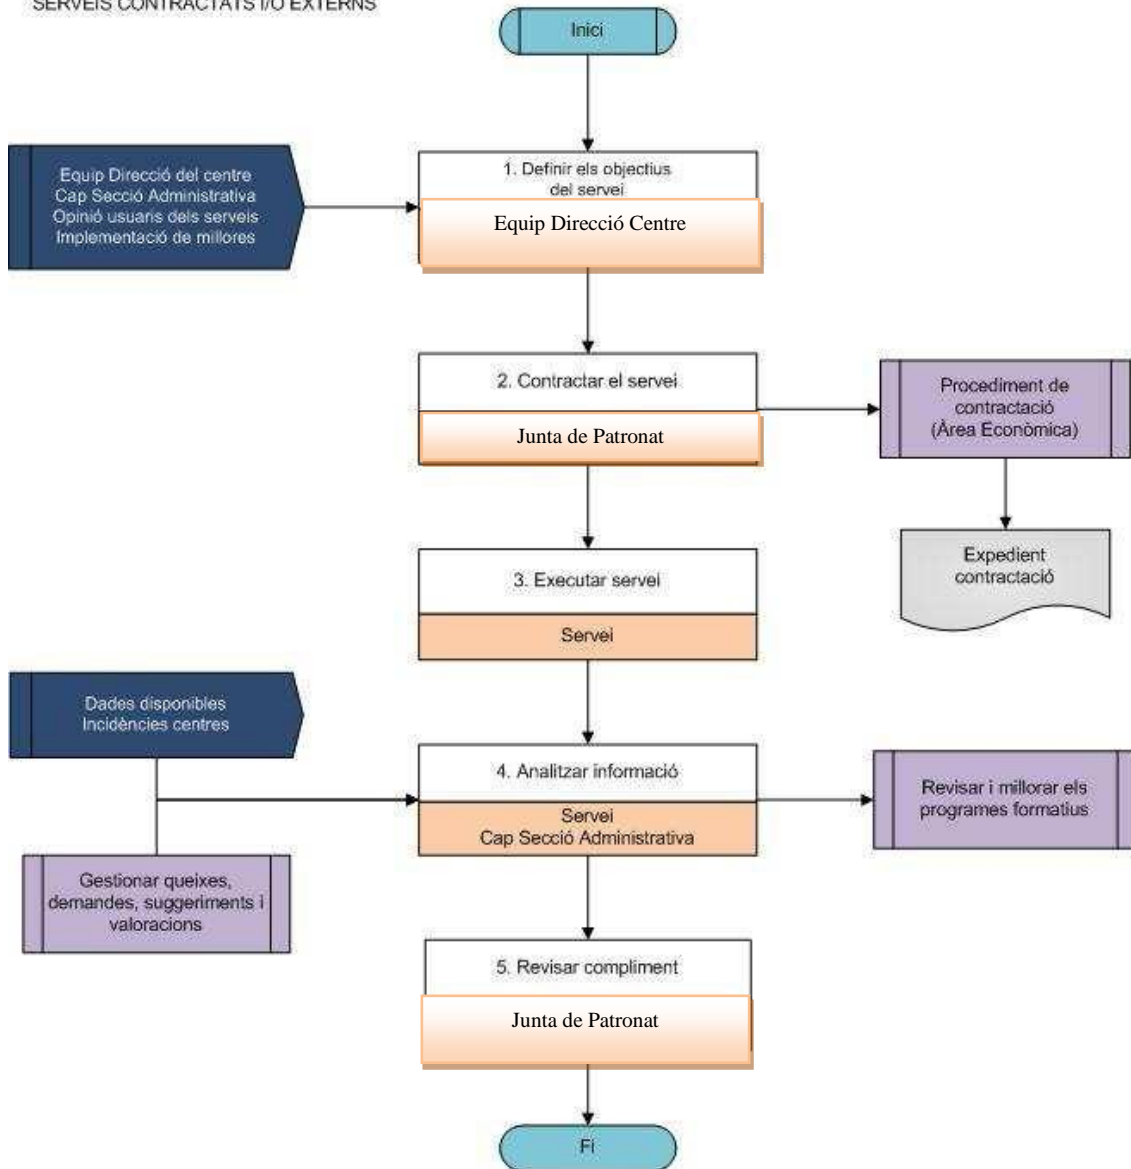 SERVEIS CONTRACTATS I/O EXTERNS
Inici
Equip Direcció del centre
Cap Secció Administrativa
Opinió usuaris dels serveis
Implementació de millores
1. Definir els objectius
del servei
Equip Direcció Centre
2. Contractar el servei
Junta de Patronat
Procediment de
contractació
(Àrea Econòmica)
Expedient
contractació
3. Executar servei
Servei
Dades disponibles
Incidències centres
4. Analitzar informació
Servei
Cap Secció Administrativa
Revisar i millorar els
programes formatius
Gestionar queixes,
demandes, suggeriments i
valoracions
5. Revisar compliment
Junta de Patronat
Fi